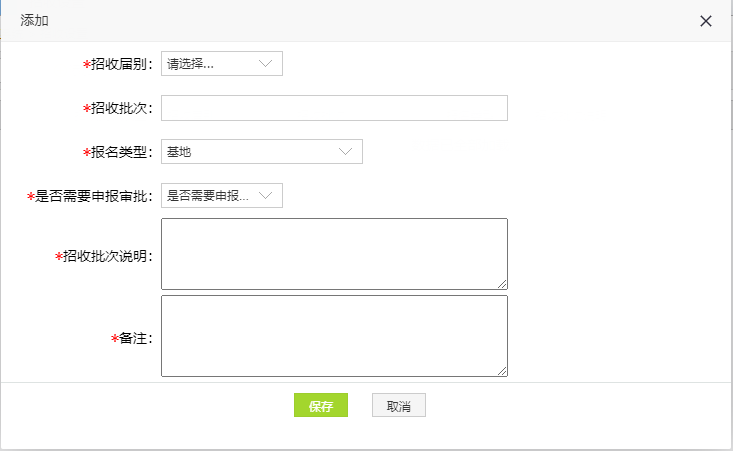 添加
*招收届别： 请选择...
*招收批次：
*报名类型： 基地
*是否需要申报审批： 是否需要申报...
*招收批次说明：
*备注：
保存 取消